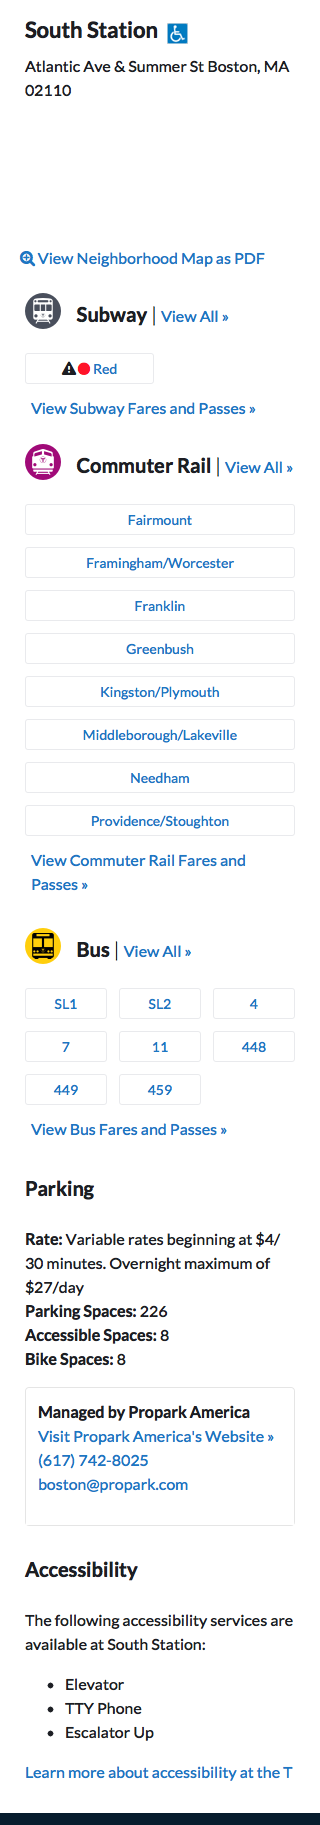 South Station
Atlantic Ave & Summer St Boston, MA
02110
View Neighborhood Map as PDF
Subway | View All »
Red
View Subway Fares and Passes »
Commuter Rail | View All »
Fairmount
Framingham/Worcester
Franklin
Greenbush
Kingston/Plymouth
Middleborough/Lakeville
Needham
Providence/Stoughton
View Commuter Rail Fares and
Passes »
Bus | View All »
SL1 SL2 4
7 11 448
449 459
View Bus Fares and Passes »
Parking
Rate: Variable rates beginning at $4/
30 minutes. Overnight maximum of
$27/day
Parking Spaces: 226
Accessible Spaces: 8
Bike Spaces: 8
Managed by Propark America
Visit Propark America's Website »
(617) 742-8025
boston@propark.com
Accessibility
The following accessibility services are
available at South Station:
• Elevator
• TTY Phone
• Escalator Up
Learn more about accessibility at the T